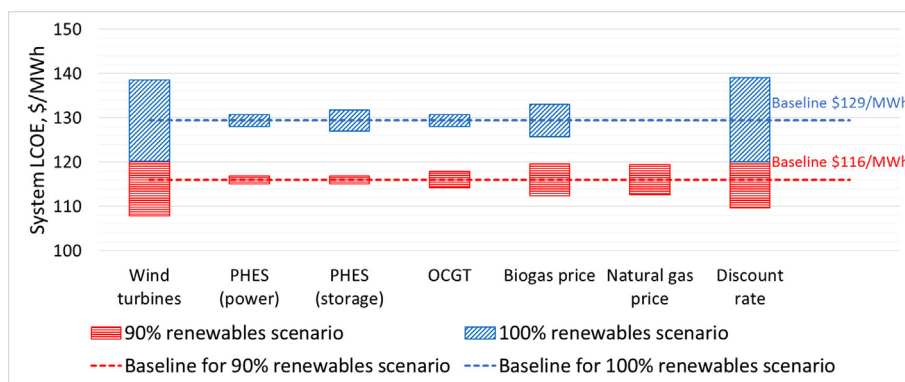 System LCOE, $/MWh
150
140
130
120
110
100
Baseline $129/MWh
Baseline $116/MWh
Wind
turbines
PHES
(power)
PHES
(storage)
OCGT
Biogas price
Natural gas
price
Discount
rate
90% renewables scenario
100% renewables scenario
Baseline for 90% renewables scenario
Baseline for 100% renewables scenario